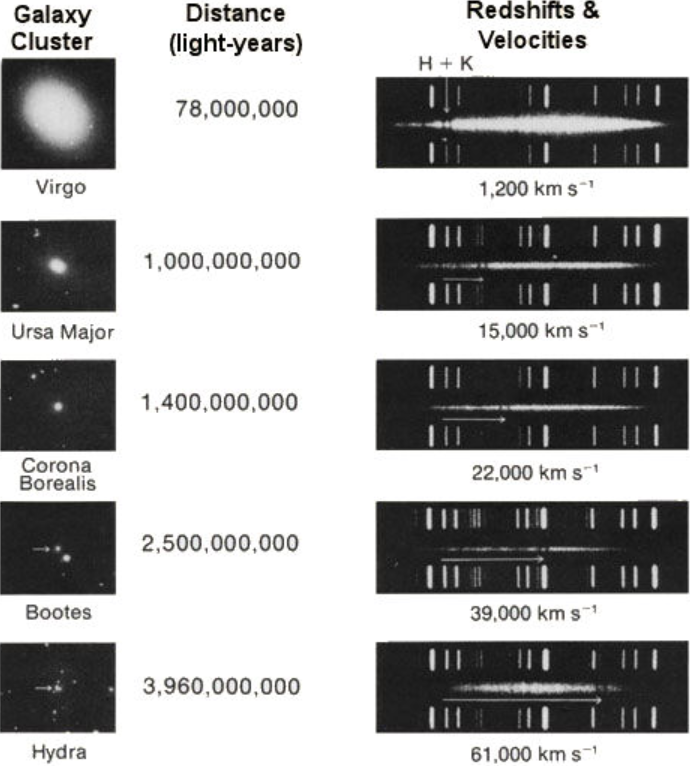 Galaxy Cluster
Distance (light-years)
Redshifts & Velocities
H + K
78,000,000
Virgo
1,200 km s⁻¹
1,000,000,000
Ursa Major
15,000 km s⁻¹
1,400,000,000
Corona Borealis
22,000 km s⁻¹
2,500,000,000
Bootes
39,000 km s⁻¹
3,960,000,000
Hydra
61,000 km s⁻¹